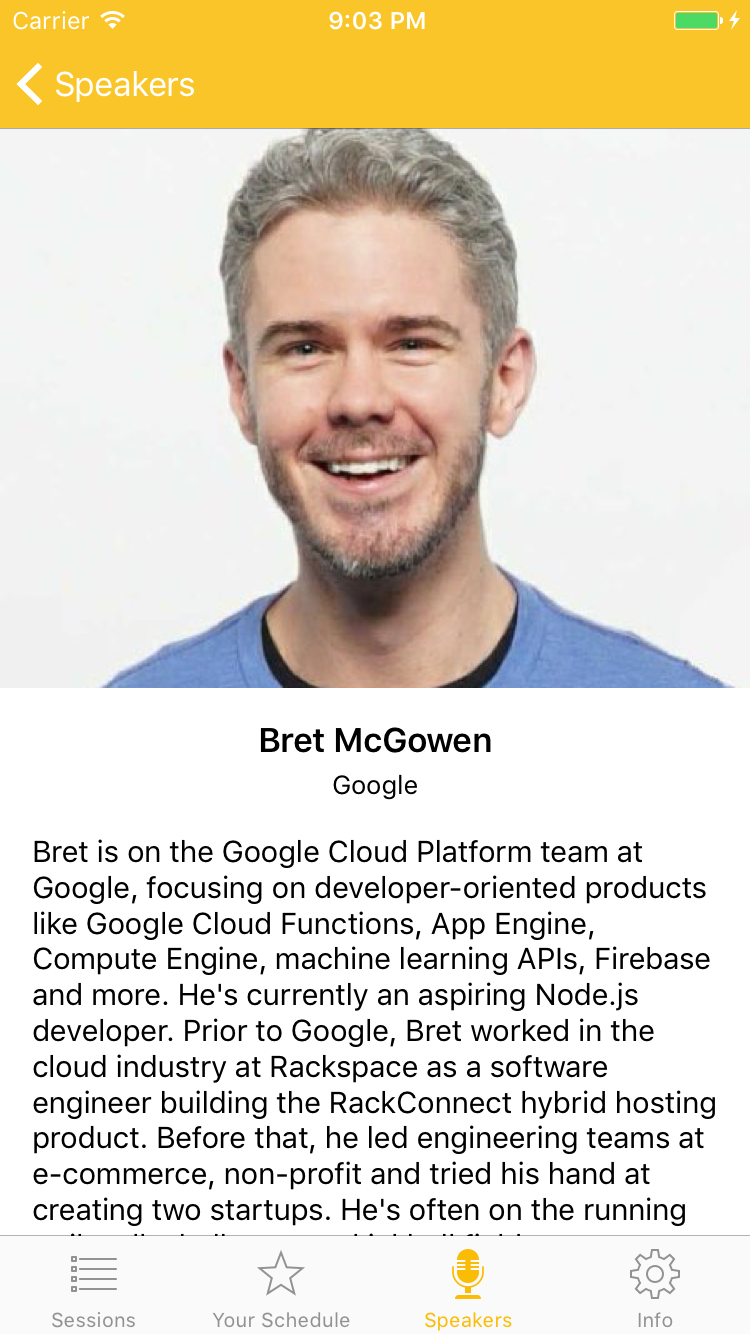 Carrier
9:03 PM
Speakers
Bret McGowen
Google
Bret is on the Google Cloud Platform team at
Google, focusing on developer-oriented products
like Google Cloud Functions, App Engine,
Compute Engine, machine learning APIs, Firebase
and more. He's currently an aspiring Node.js
developer. Prior to Google, Bret worked in the
cloud industry at Rackspace as a software
engineer building the RackConnect hybrid hosting
product. Before that, he led engineering teams at
e-commerce, non-profit and tried his hand at
creating two startups. He's often on the running
Sessions
Your Schedule
Speakers
Info